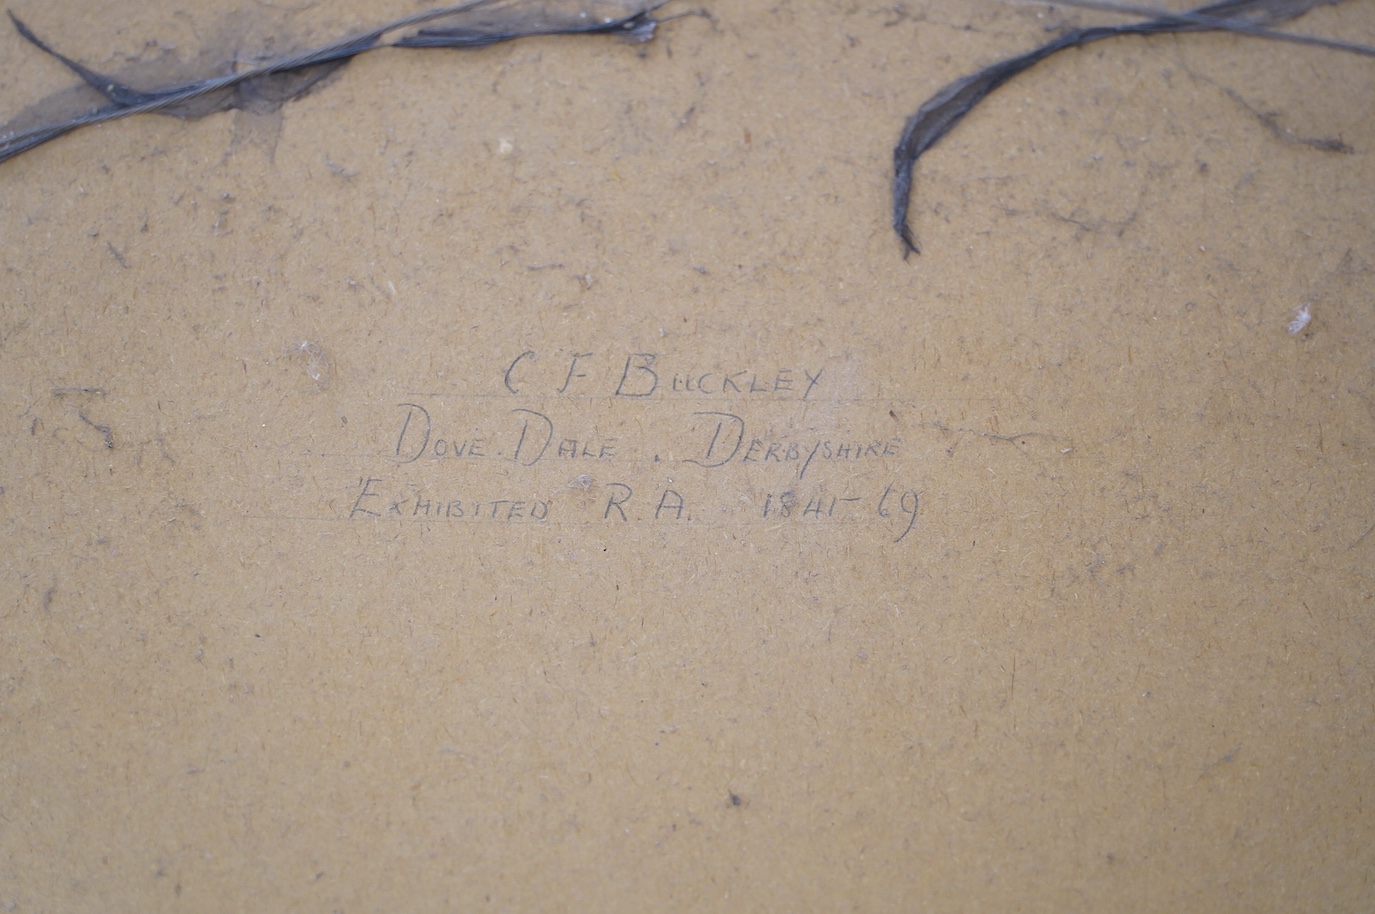 C F BUCKLEY
DOVE. DALE. DERBYSHIRE
EXHIBITED R. A. 1841-69